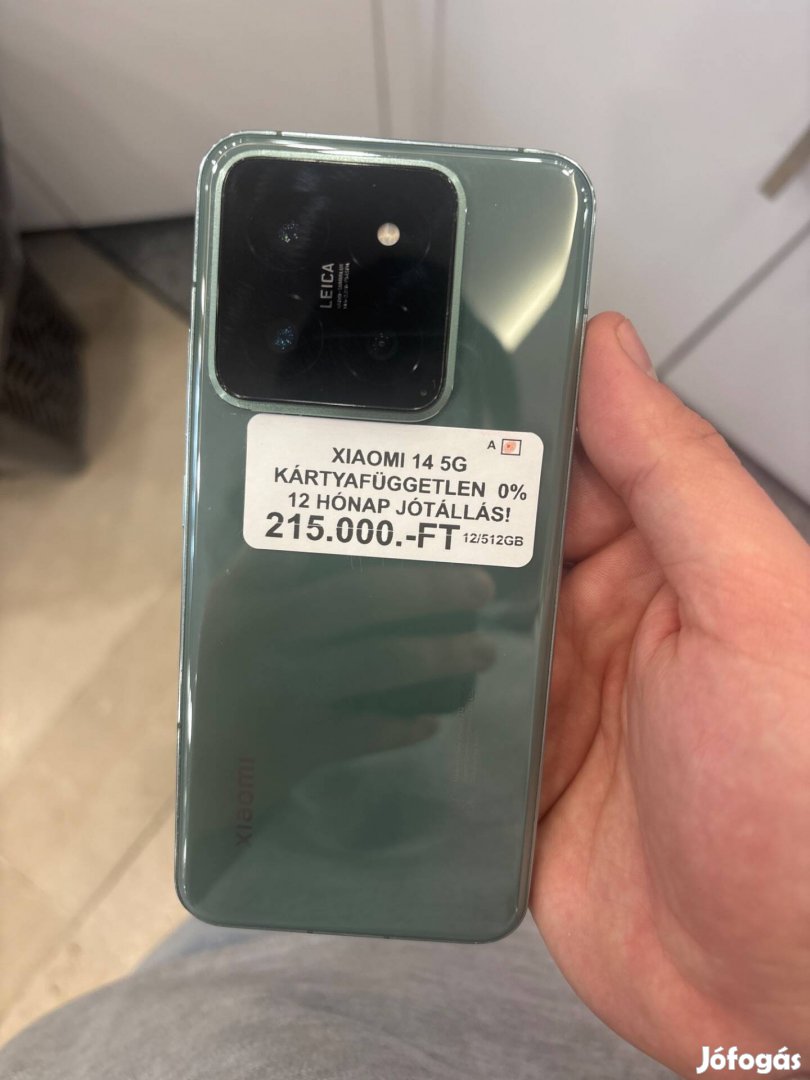 LEICA
A
XIAOMI 14 5G
KÁRTYAFÜGGETLEN 0%
12 HÓNAP JÓTÁLLÁS!
215.000.-FT 12/512GB
xiaomi
Jófogás